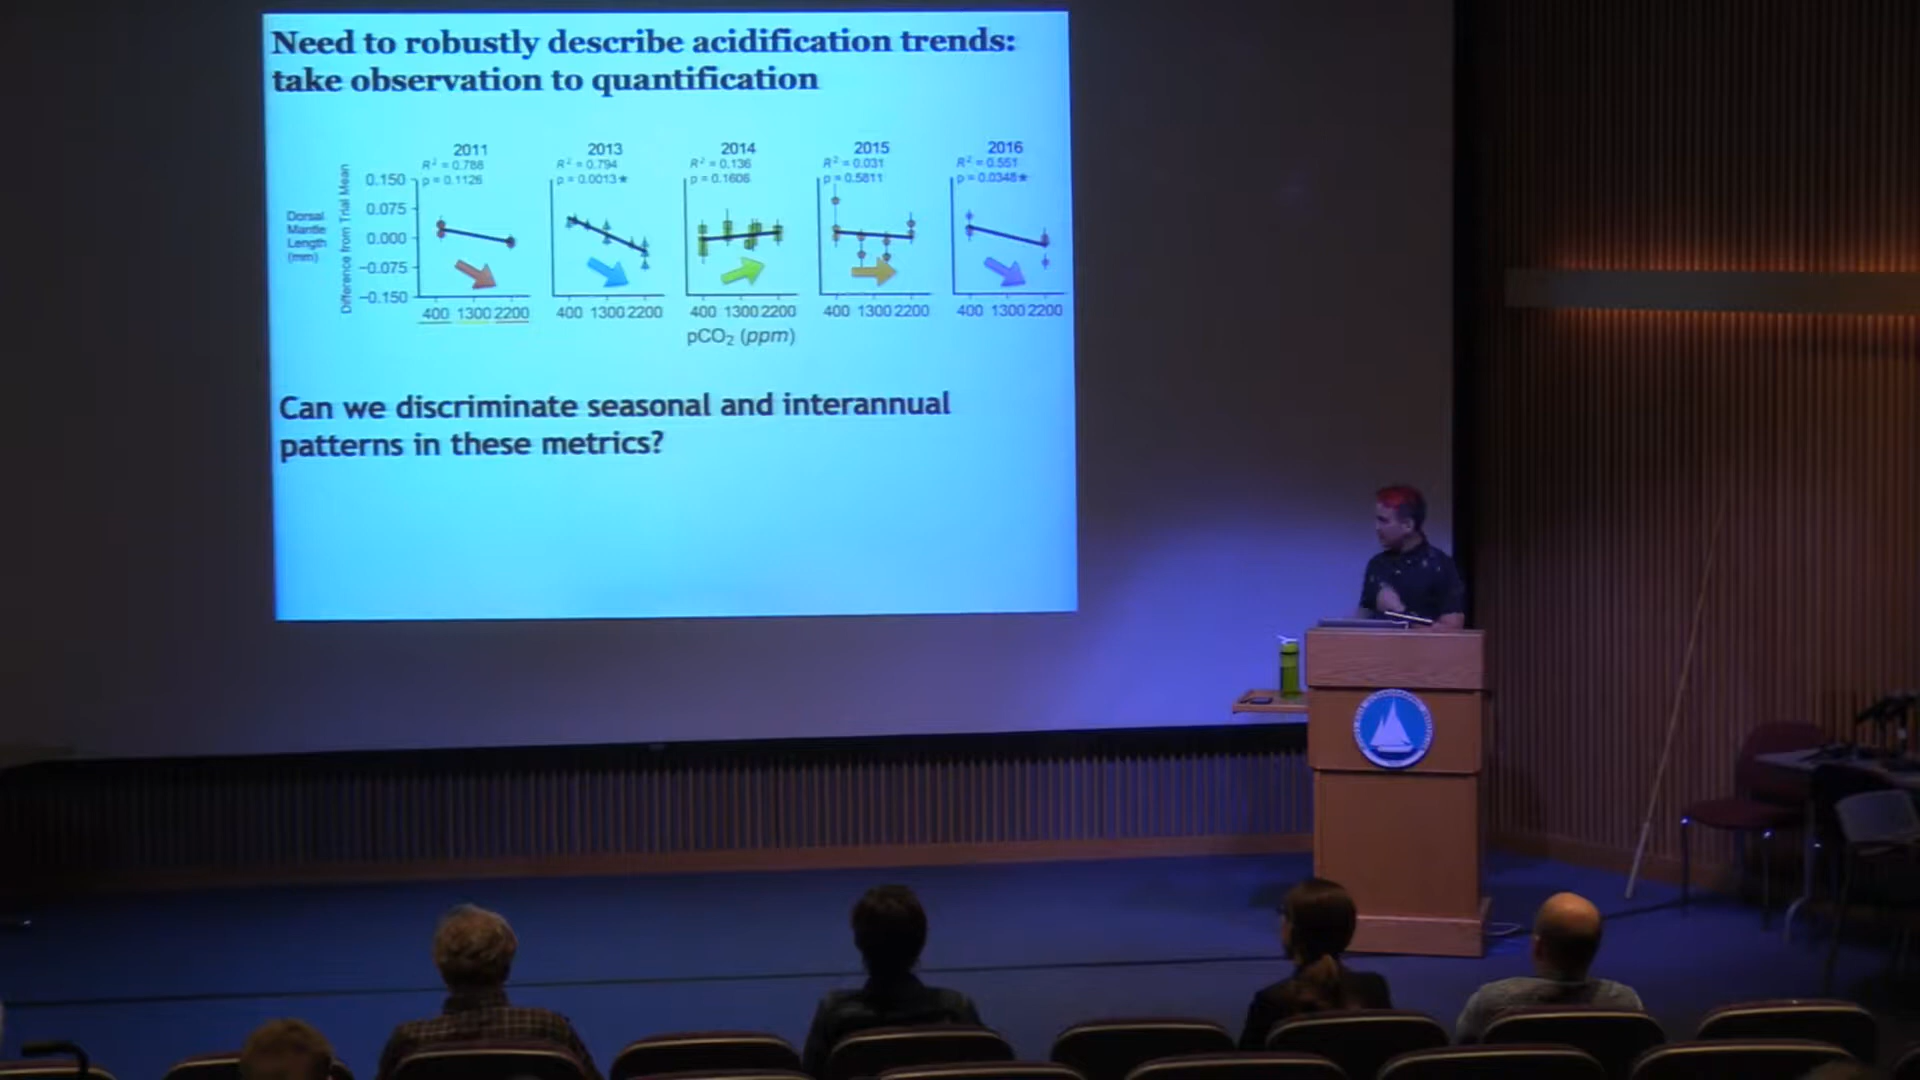 Need to robustly describe acidification trends:
take observation to quantification
2011 2013 2014 2015 2016
R² = 0.788 R² = 0.794 R² = 0.136 R² = 0.031 R² = 0.551
p = 0.1126 p = 0.0013★ p = 0.1606 p = 0.5811 p = 0.0348★
Dorsal
Mantle
Length
(mm)
Difference from Trial Mean
0.150
0.075
0.000
−0.075
−0.150
400 1300 2200 400 1300 2200 400 1300 2200 400 1300 2200 400 1300 2200
pCO₂ (ppm)
Can we discriminate seasonal and interannual
patterns in these metrics?